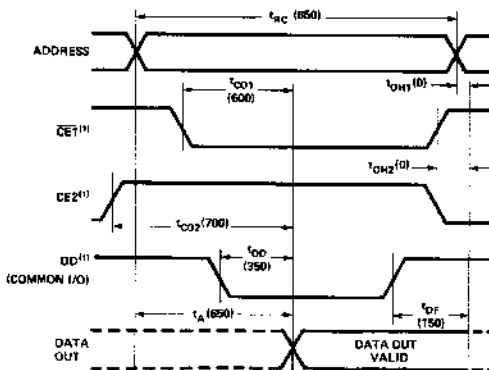 tRC (650)
ADDRESS
tCO1
(600)
tOH1(0)
CE1[1]
tOH2(0)
CE2[1]
tCO2(700)
tOD
(350)
OD[1]
(COMMON I/O)
tDF
(150)
tA(650)
DATA
OUT
DATA OUT
VALID